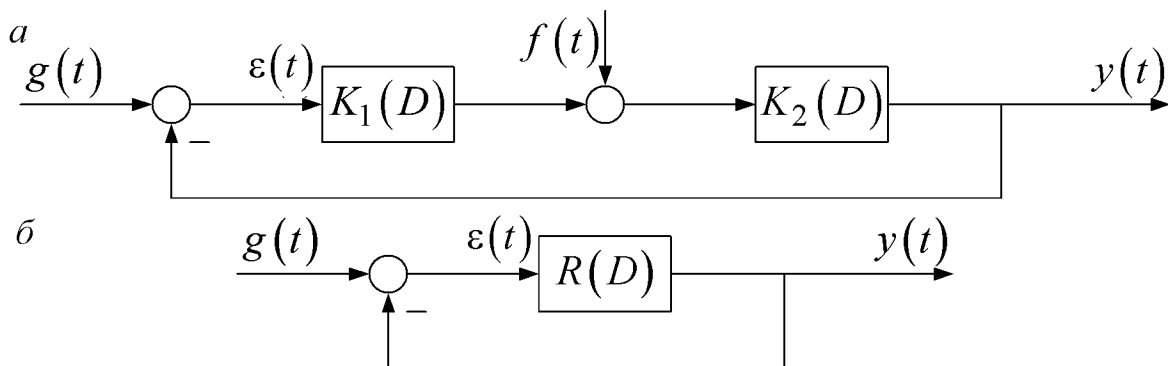 а
g(t) ε(t) K₁(D) f(t) K₂(D) y(t)
−
б
g(t) ε(t) R(D) y(t)
−